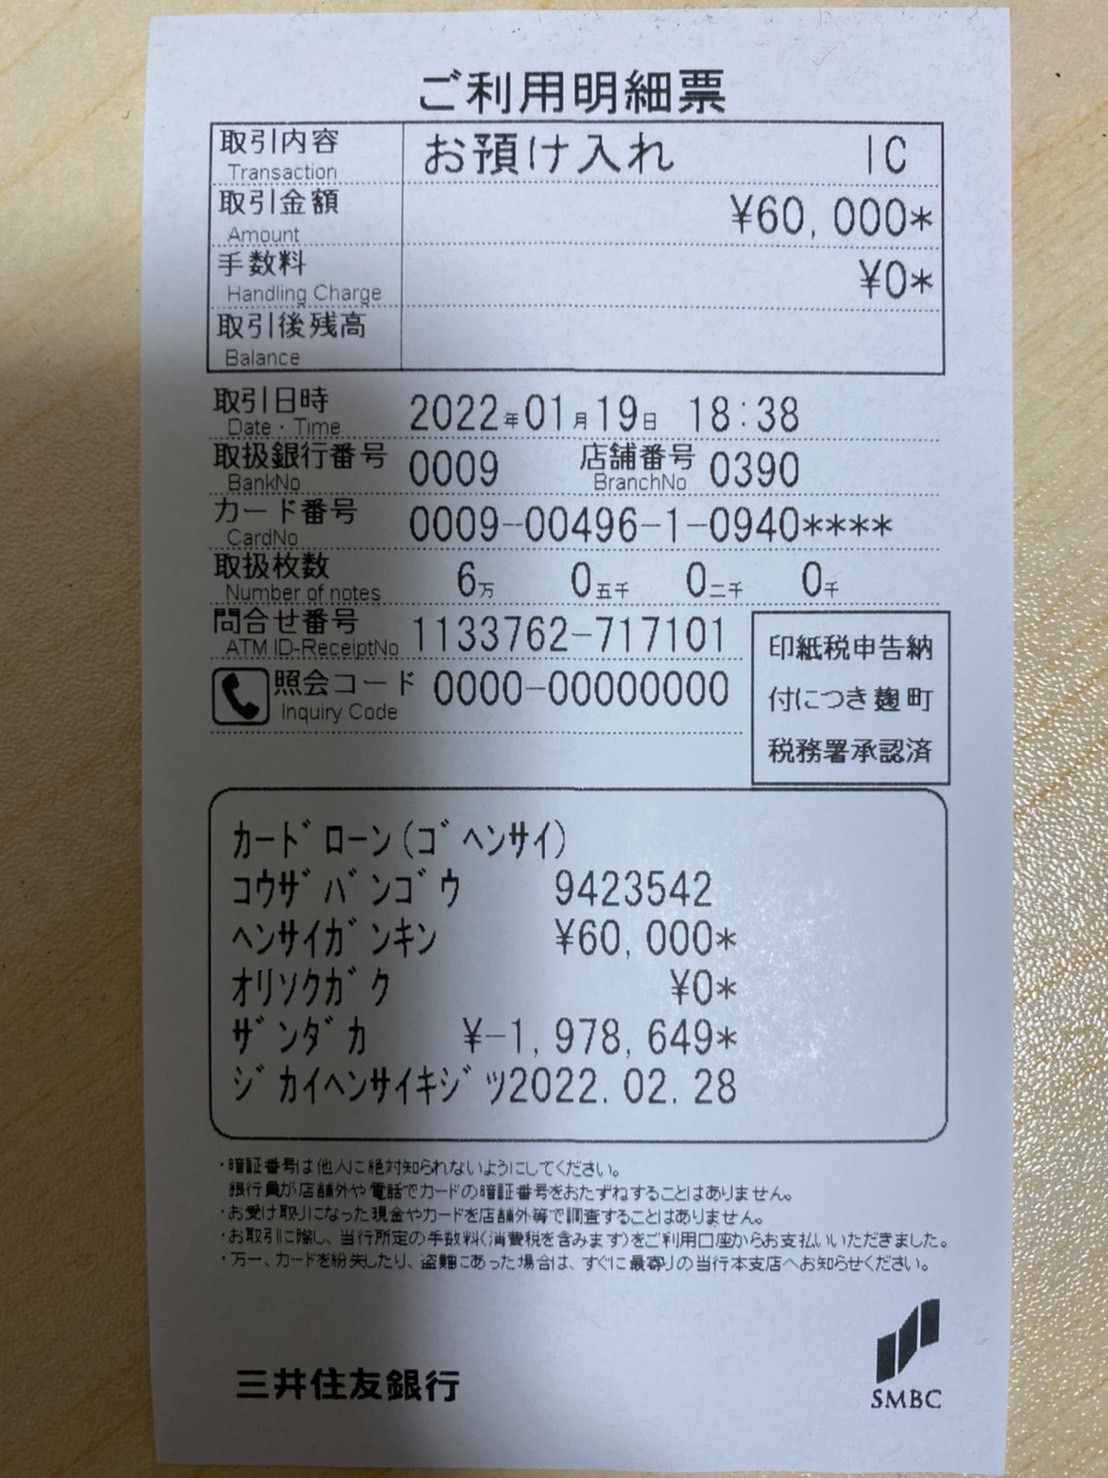 ご利用明細票
取引内容 お預け入れ IC
Transaction
取引金額 ¥60,000*
Amount
手数料 ¥0*
Handling Charge
取引後残高
Balance
取引日時 2022年01月19日 18:38
Date・Time
取扱銀行番号 0009 店舗番号 0390
BankNo BranchNo
カード番号 0009-00496-1-0940****
CardNo
取扱枚数 6万 0五千 0二千 0千
Number of notes
問合せ番号 1133762-717101
ATM ID-ReceiptNo
照会コード 0000-00000000
Inquiry Code
印紙税申告納
付につき麹町
税務署承認済
カードローン(ゴヘンサイ)
コウザバンゴウ 9423542
ヘンサイガンキン ¥60,000*
オリソクガク ¥0*
ザンダカ ¥-1,978,649*
ジカイヘンサイキジツ2022.02.28
・暗証番号は他人に絶対知られないようにしてください。
銀行員が店舗外や電話でカードの暗証番号をおたずねすることはありません。
・お受け取りになった現金やカードを店舗外等で調査することはありません。
・お取引に際し、当行所定の手数料(消費税を含みます)をご利用口座からお支払いいただきました。
・万一、カードを紛失したり、盗難にあった場合は、すぐに最寄りの当行本支店へお知らせください。
三井住友銀行
SMBC